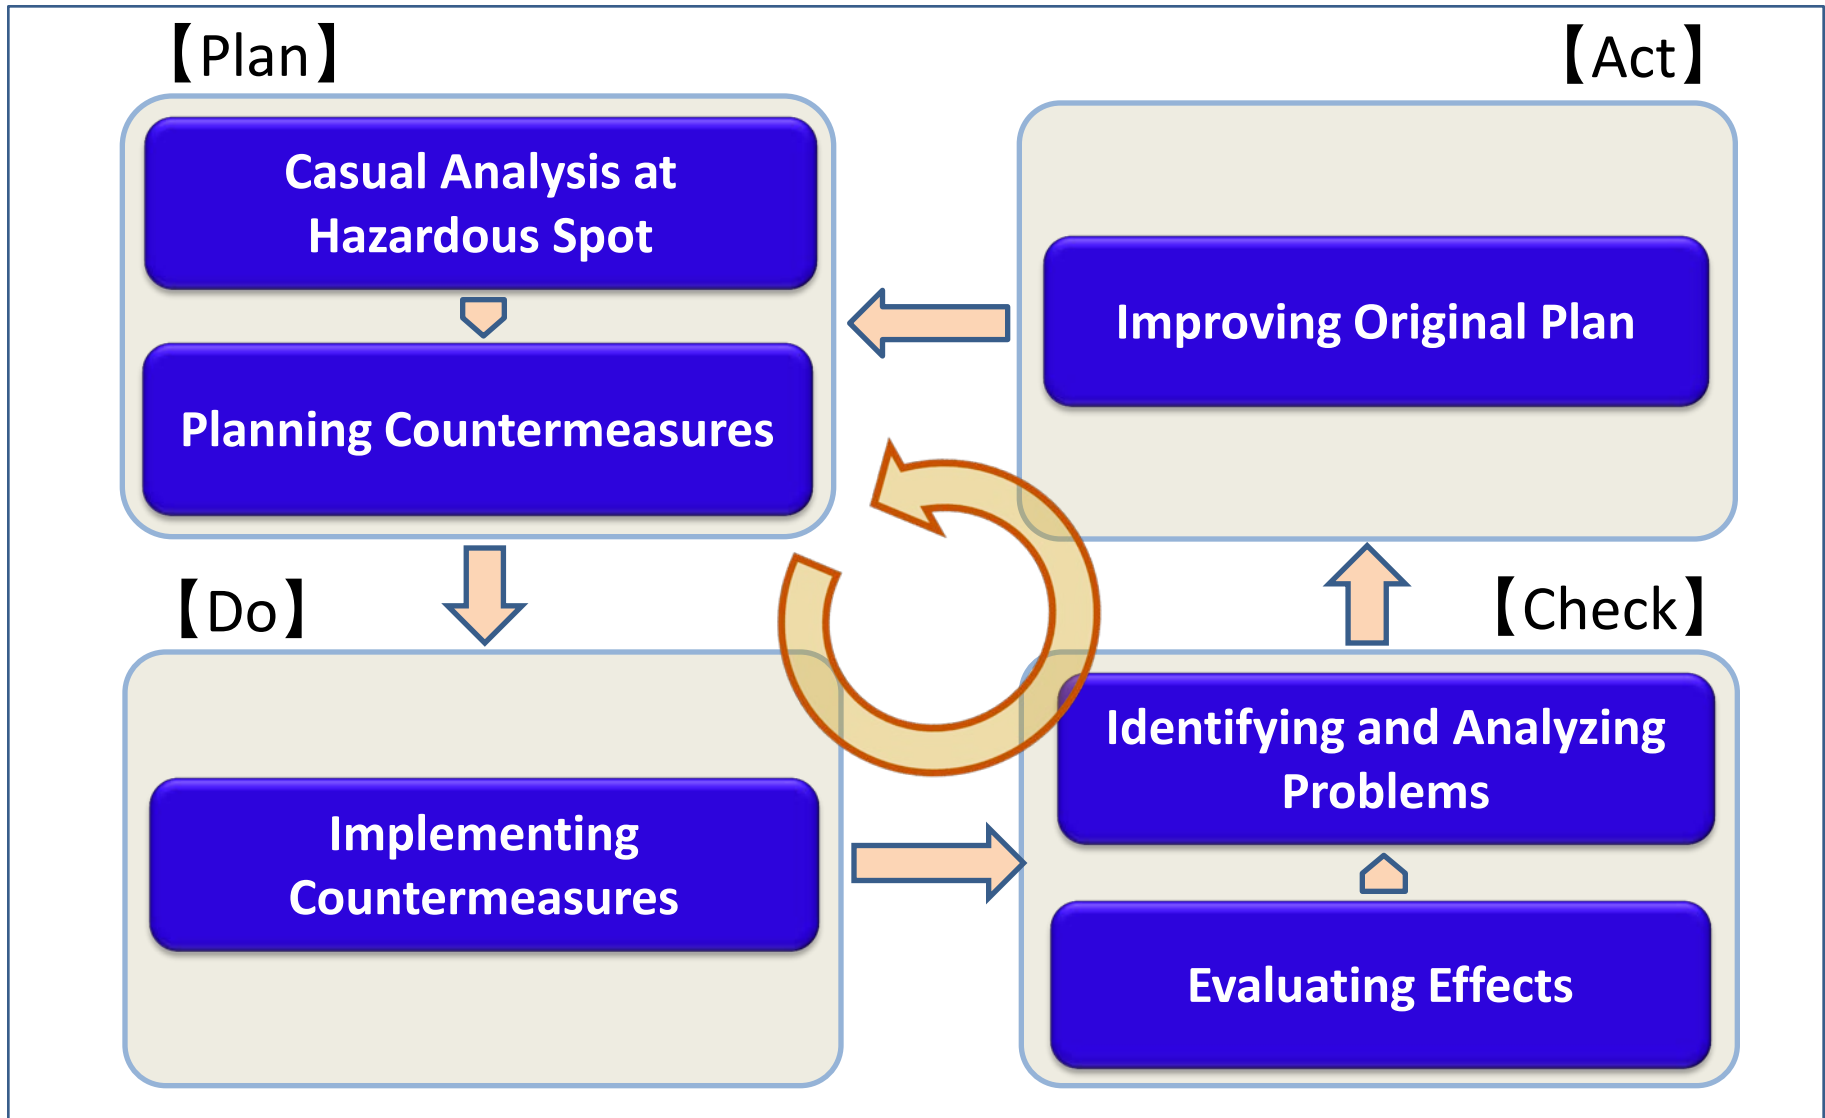 【Plan】
Casual Analysis at
Hazardous Spot
Planning Countermeasures
【Do】
Implementing
Countermeasures
【Check】
Identifying and Analyzing
Problems
Evaluating Effects
【Act】
Improving Original Plan